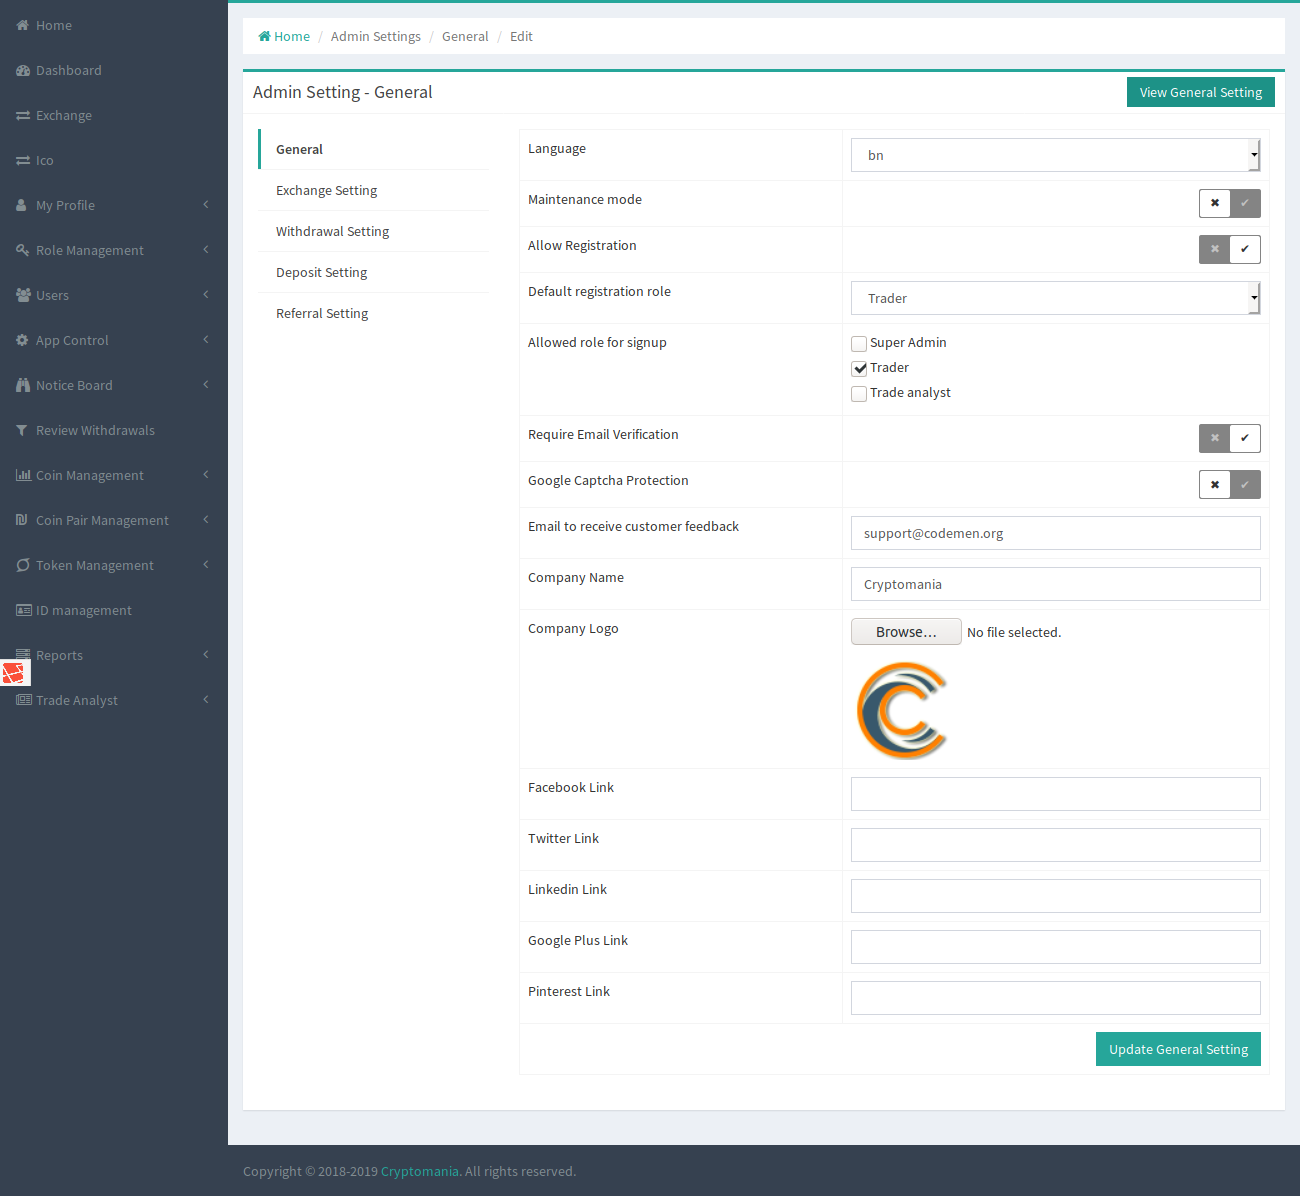 Home
Dashboard
Exchange
Ico
My Profile
Role Management
Users
App Control
Notice Board
Review Withdrawals
Coin Management
Coin Pair Management
Token Management
ID management
Reports
Trade Analyst
Home / Admin Settings / General / Edit
Admin Setting - General
View General Setting
General
Exchange Setting
Withdrawal Setting
Deposit Setting
Referral Setting
Language
bn
Maintenance mode
Allow Registration
Default registration role
Trader
Allowed role for signup
Super Admin
Trader
Trade analyst
Require Email Verification
Google Captcha Protection
Email to receive customer feedback
support@codemen.org
Company Name
Cryptomania
Company Logo
Browse... No file selected.
Facebook Link
Twitter Link
Linkedin Link
Google Plus Link
Pinterest Link
Update General Setting
Copyright © 2018-2019 Cryptomania. All rights reserved.